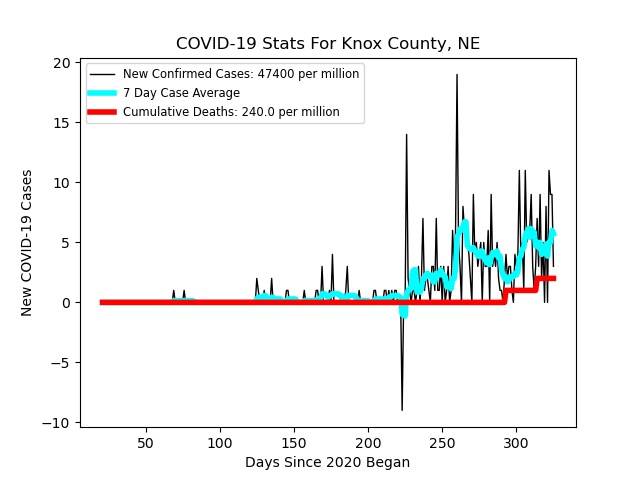 COVID-19 Stats For Knox County, NE
New Confirmed Cases: 47400 per million
7 Day Case Average
Cumulative Deaths: 240.0 per million
New COVID-19 Cases
20
15
10
5
0
−5
−10
50 100 150 200 250 300
Days Since 2020 Began